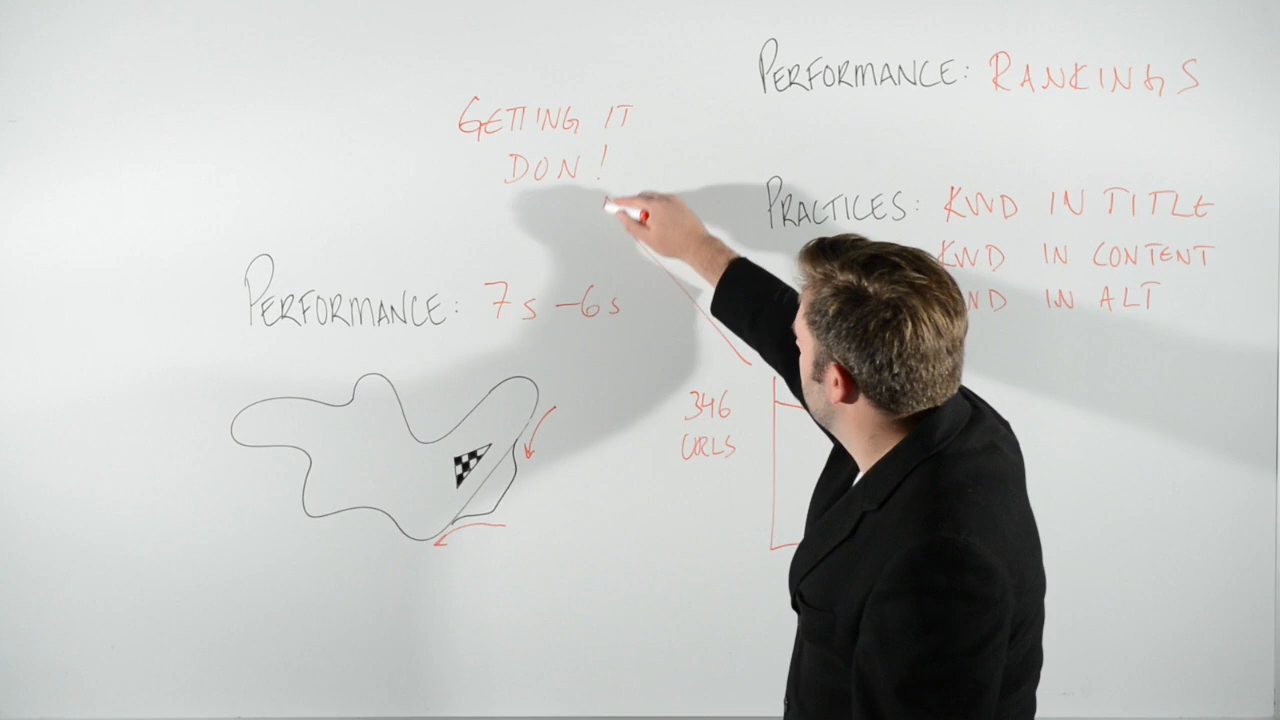 PERFORMANCE: RANKINGS
GETTING IT
DON!
PRACTICES: KWD IN TITLE
KWD IN CONTENT
IN ALT
PERFORMANCE: 7s -6s
346
URLS